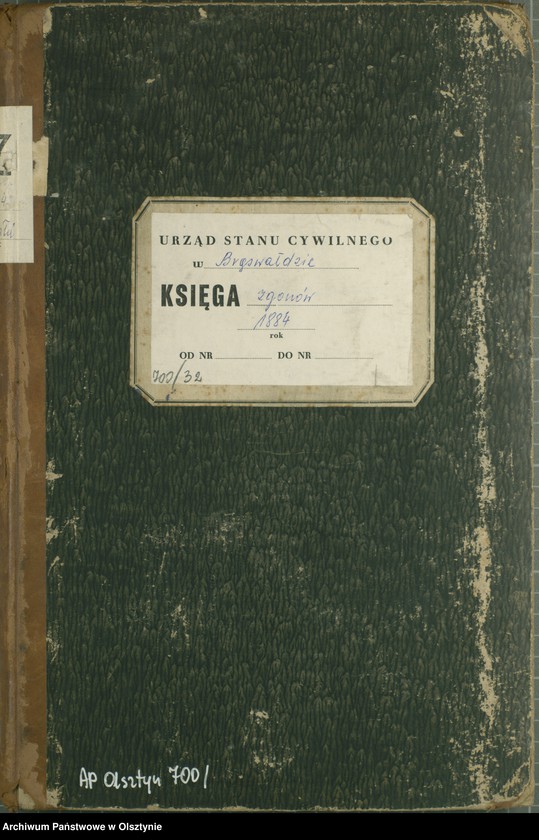 URZĄD STANU CYWILNEGO
w Brąswałdzie
KSIĘGA zgonów
1884
rok
OD NR DO NR
700/32
AP Olsztyn 700/
Archiwum Państwowe w Olsztynie